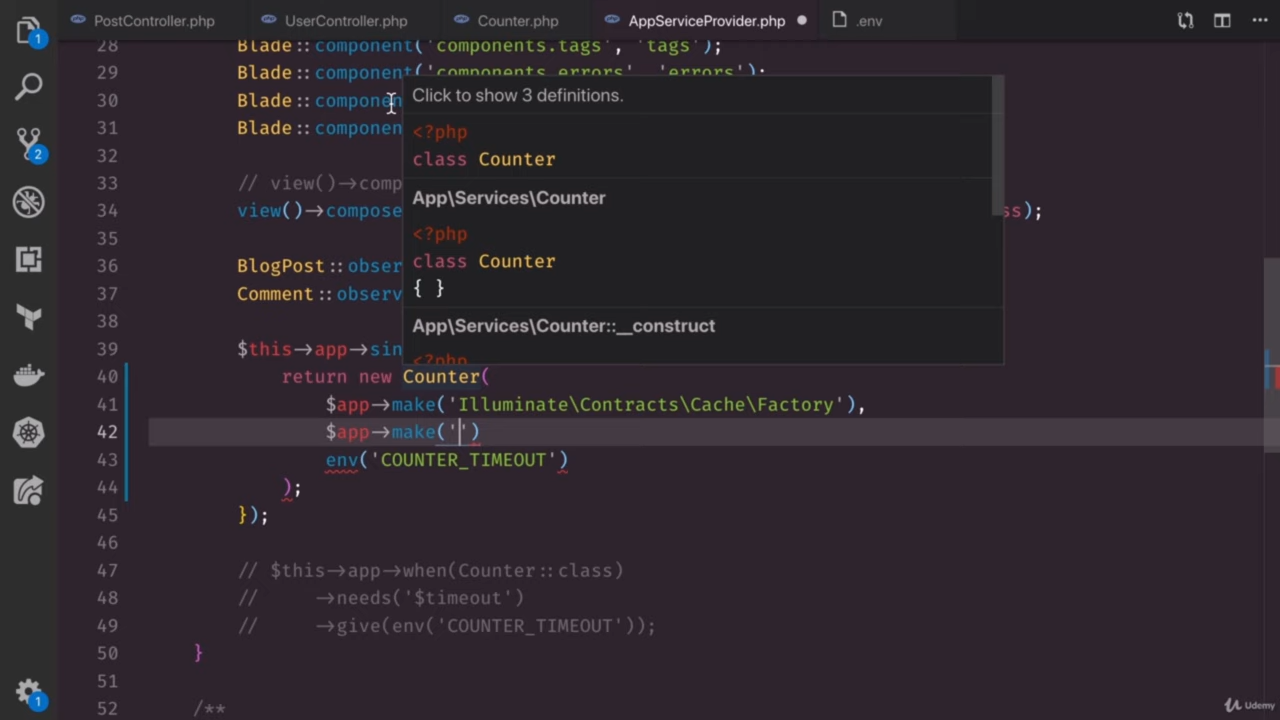 PostController.php UserController.php Counter.php AppServiceProvider.php .env
28 Blade::component('components.tags', 'tags');
29 Blade::component('components.errors', 'errors');
30 Blade::componen
31 Blade::componen
32
33 // view()->comp
34 view()->compose ss);
35
36 BlogPost::obser
37 Comment::observ
38
39 $this->app->sin
40 return new Counter(
41 $app->make('Illuminate\Contracts\Cache\Factory'),
42 $app->make('')
43 env('COUNTER_TIMEOUT')
44 );
45 });
46
47 // $this->app->when(Counter::class)
48 // ->needs('$timeout')
49 // ->give(env('COUNTER_TIMEOUT'));
50 }
51
52 /**
Click to show 3 definitions.
<?php
class Counter
App\Services\Counter
<?php
class Counter
{ }
App\Services\Counter::__construct
<?php
1
2
1
Udemy